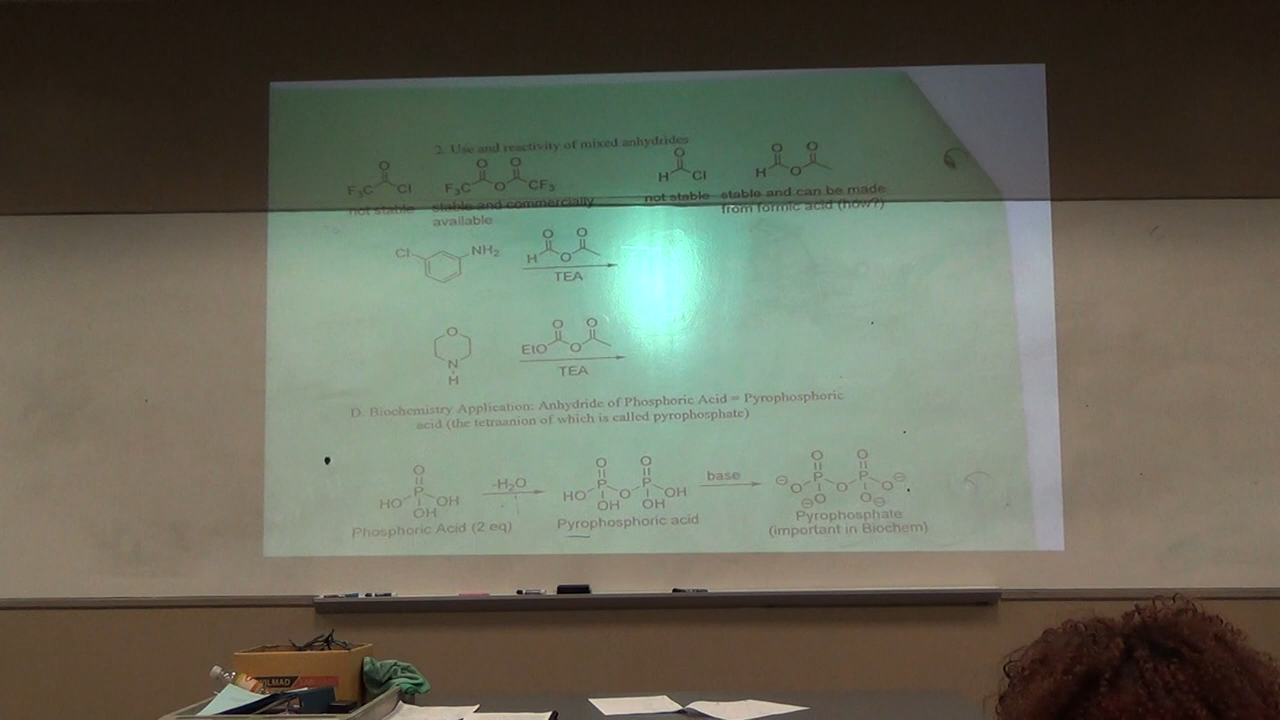 2. Use and reactivity of mixed anhydrides
O
F₃C Cl
not stable
O O
F₃C O CF₃
stable and commercially
available
O
H Cl
not stable
O O
H O
stable and can be made
from formic acid (how?)
Cl NH₂
O O
H O
TEA
O
N
H
O O
EtO O
TEA
D. Biochemistry Application: Anhydride of Phosphoric Acid = Pyrophosphoric
acid (the tetraanion of which is called pyrophosphate)
O
HO P OH
OH
Phosphoric Acid (2 eq)
-H₂O
O O
HO P O P OH
OH OH
Pyrophosphoric acid
base
O O
⊖O P O P O⊖
⊖O O⊖
Pyrophosphate
(important in Biochem)
WILMAD